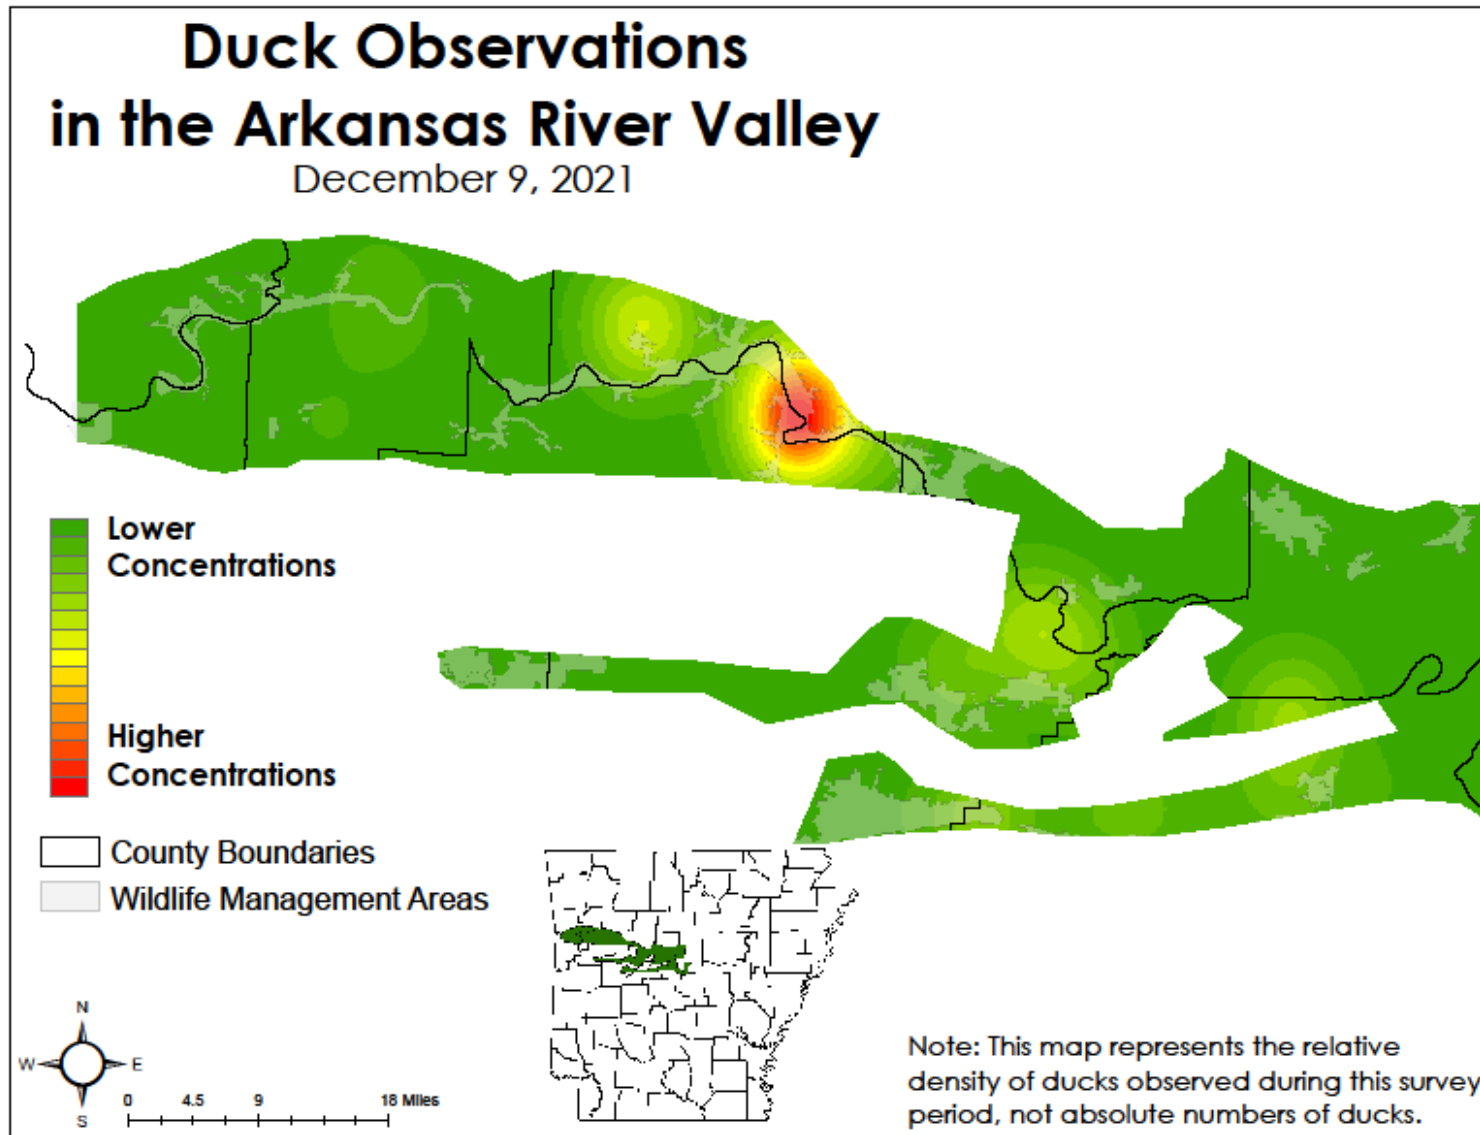 Duck Observations
in the Arkansas River Valley
December 9, 2021
Lower
Concentrations
Higher
Concentrations
County Boundaries
Wildlife Management Areas
N
W
E
S
0 4.5 9 18 Miles
Note: This map represents the relative
density of ducks observed during this survey
period, not absolute numbers of ducks.